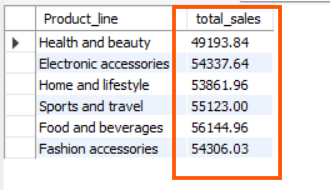 Product_line total_sales
Health and beauty 49193.84
Electronic accessories 54337.64
Home and lifestyle 53861.96
Sports and travel 55123.00
Food and beverages 56144.96
Fashion accessories 54306.03